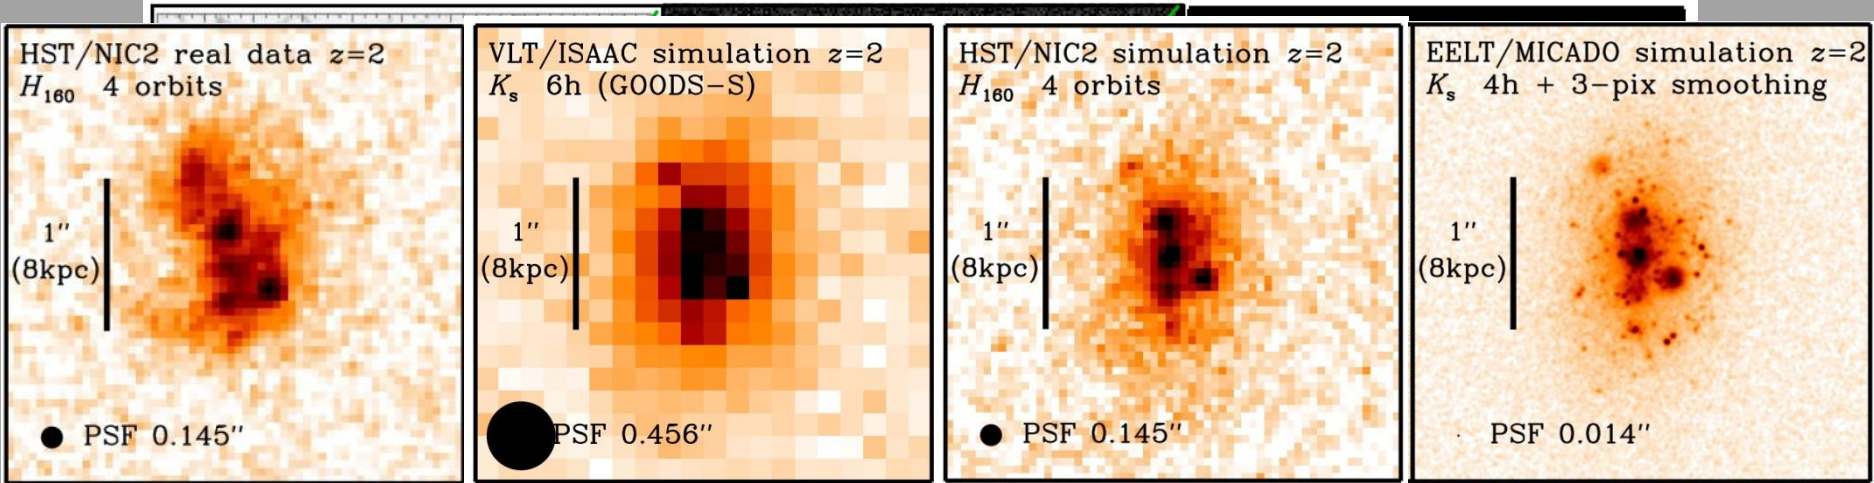 HST/NIC2 real data z=2
H160 4 orbits
1″
(8kpc)
PSF 0.145″
VLT/ISAAC simulation z=2
Ks 6h (GOODS-S)
1″
(8kpc)
PSF 0.456″
HST/NIC2 simulation z=2
H160 4 orbits
1″
(8kpc)
PSF 0.145″
EELT/MICADO simulation z=2
Ks 4h + 3-pix smoothing
1″
(8kpc)
PSF 0.014″